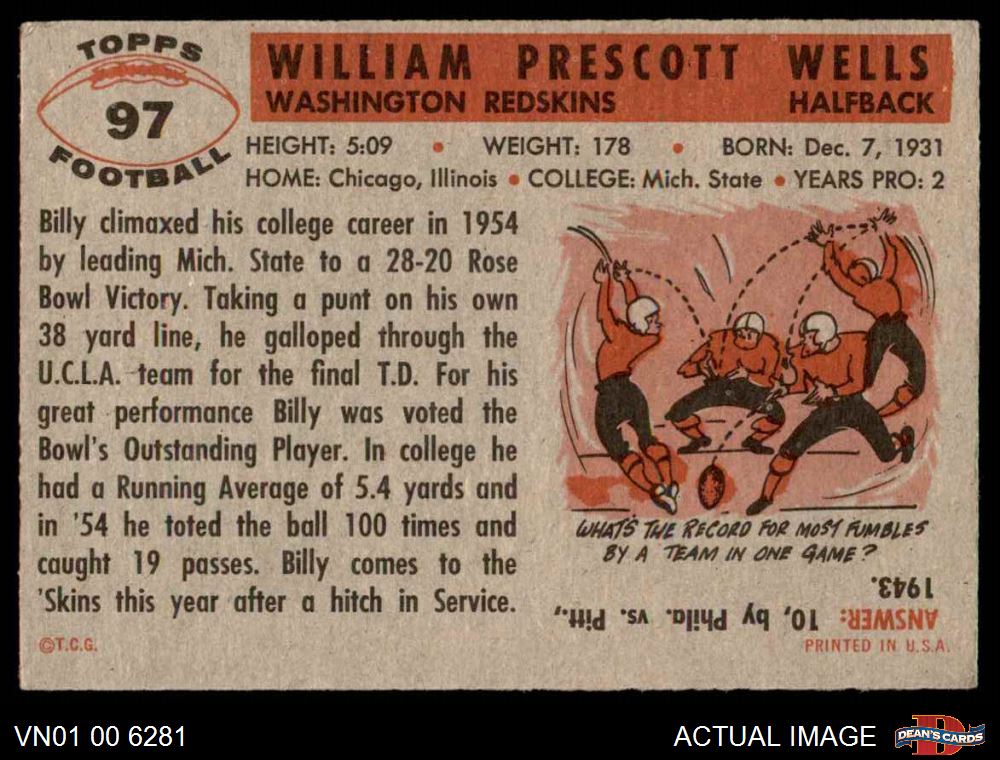 TOPPS
97
FOOTBALL
WILLIAM PRESCOTT WELLS
WASHINGTON REDSKINS HALFBACK
HEIGHT: 5:09 • WEIGHT: 178 • BORN: Dec. 7, 1931
HOME: Chicago, Illinois • COLLEGE: Mich. State • YEARS PRO: 2
Billy climaxed his college career in 1954
by leading Mich. State to a 28-20 Rose
Bowl Victory. Taking a punt on his own
38 yard line, he galloped through the
U.C.L.A. team for the final T.D. For his
great performance Billy was voted the
Bowl's Outstanding Player. In college he
had a Running Average of 5.4 yards and
in '54 he toted the ball 100 times and
caught 19 passes. Billy comes to the
'Skins this year after a hitch in Service.
WHAT'S THE RECORD FOR MOST FUMBLES
BY A TEAM IN ONE GAME?
ANSWER: 10, by Phila. vs. Pitt.,
1943.
©T.C.G.
PRINTED IN U.S.A.
VN01 00 6281
ACTUAL IMAGE
DEAN'S CARDS